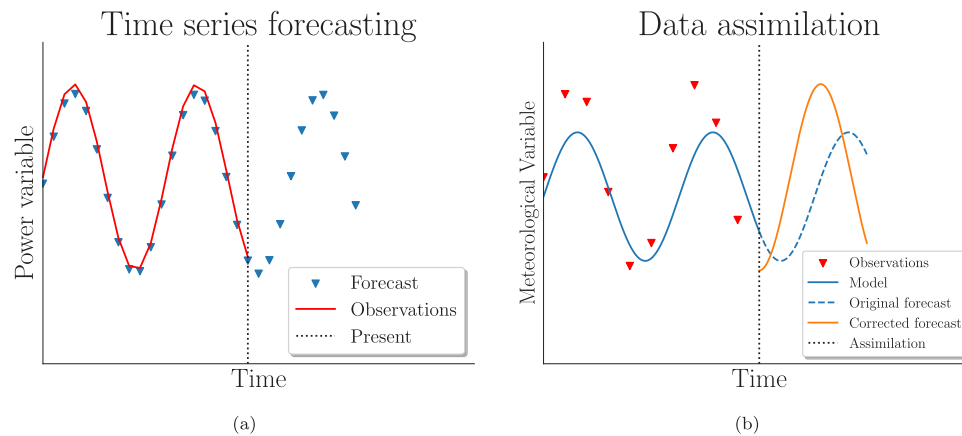 Time series forecasting
Power variable
Forecast
Observations
Present
Time
(a)
Data assimilation
Meteorological Variable
Observations
Model
Original forecast
Corrected forecast
Assimilation
Time
(b)